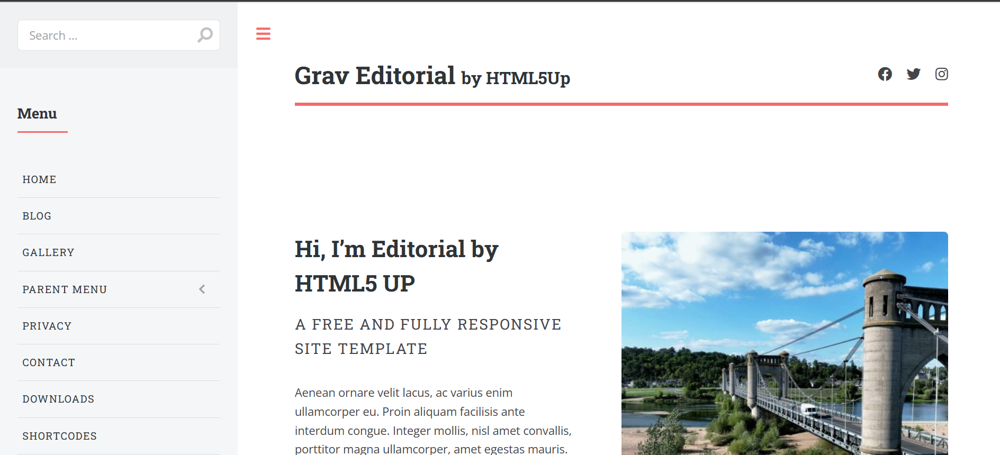 Search ...
Menu
HOME
BLOG
GALLERY
PARENT MENU
PRIVACY
CONTACT
DOWNLOADS
SHORTCODES
Grav Editorial by HTML5Up
Hi, I’m Editorial by
HTML5 UP
A FREE AND FULLY RESPONSIVE
SITE TEMPLATE
Aenean ornare velit lacus, ac varius enim
ullamcorper eu. Proin aliquam facilisis ante
interdum congue. Integer mollis, nisl amet convallis,
porttitor magna ullamcorper, amet egestas mauris.